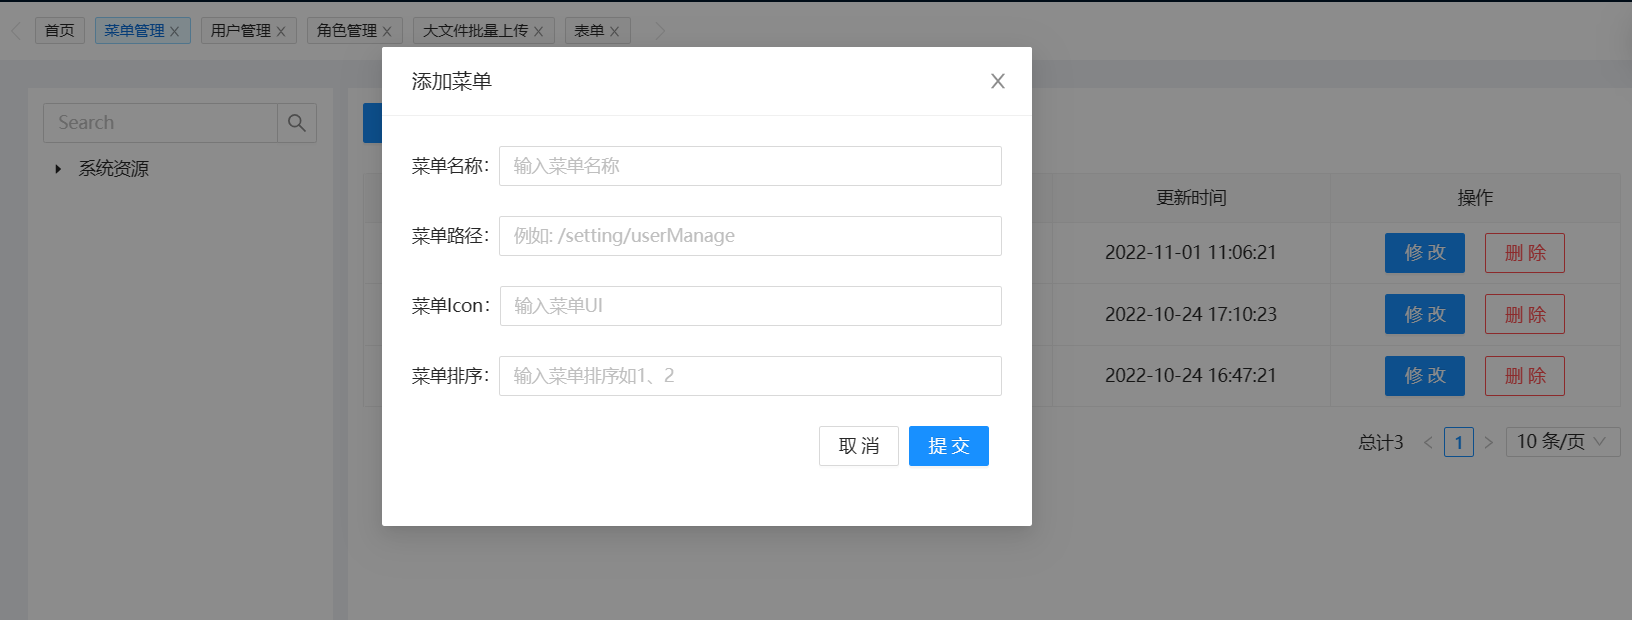 首页 菜单管理 用户管理 角色管理 大文件批量上传 表单
添加菜单
Search
系统资源
菜单名称： 输入菜单名称
菜单路径： 例如: /setting/userManage
菜单Icon： 输入菜单UI
菜单排序： 输入菜单排序如1、2
取 消 提 交
更新时间 操作
2022-11-01 11:06:21 修 改 删 除
2022-10-24 17:10:23 修 改 删 除
2022-10-24 16:47:21 修 改 删 除
总计3 1 10 条/页